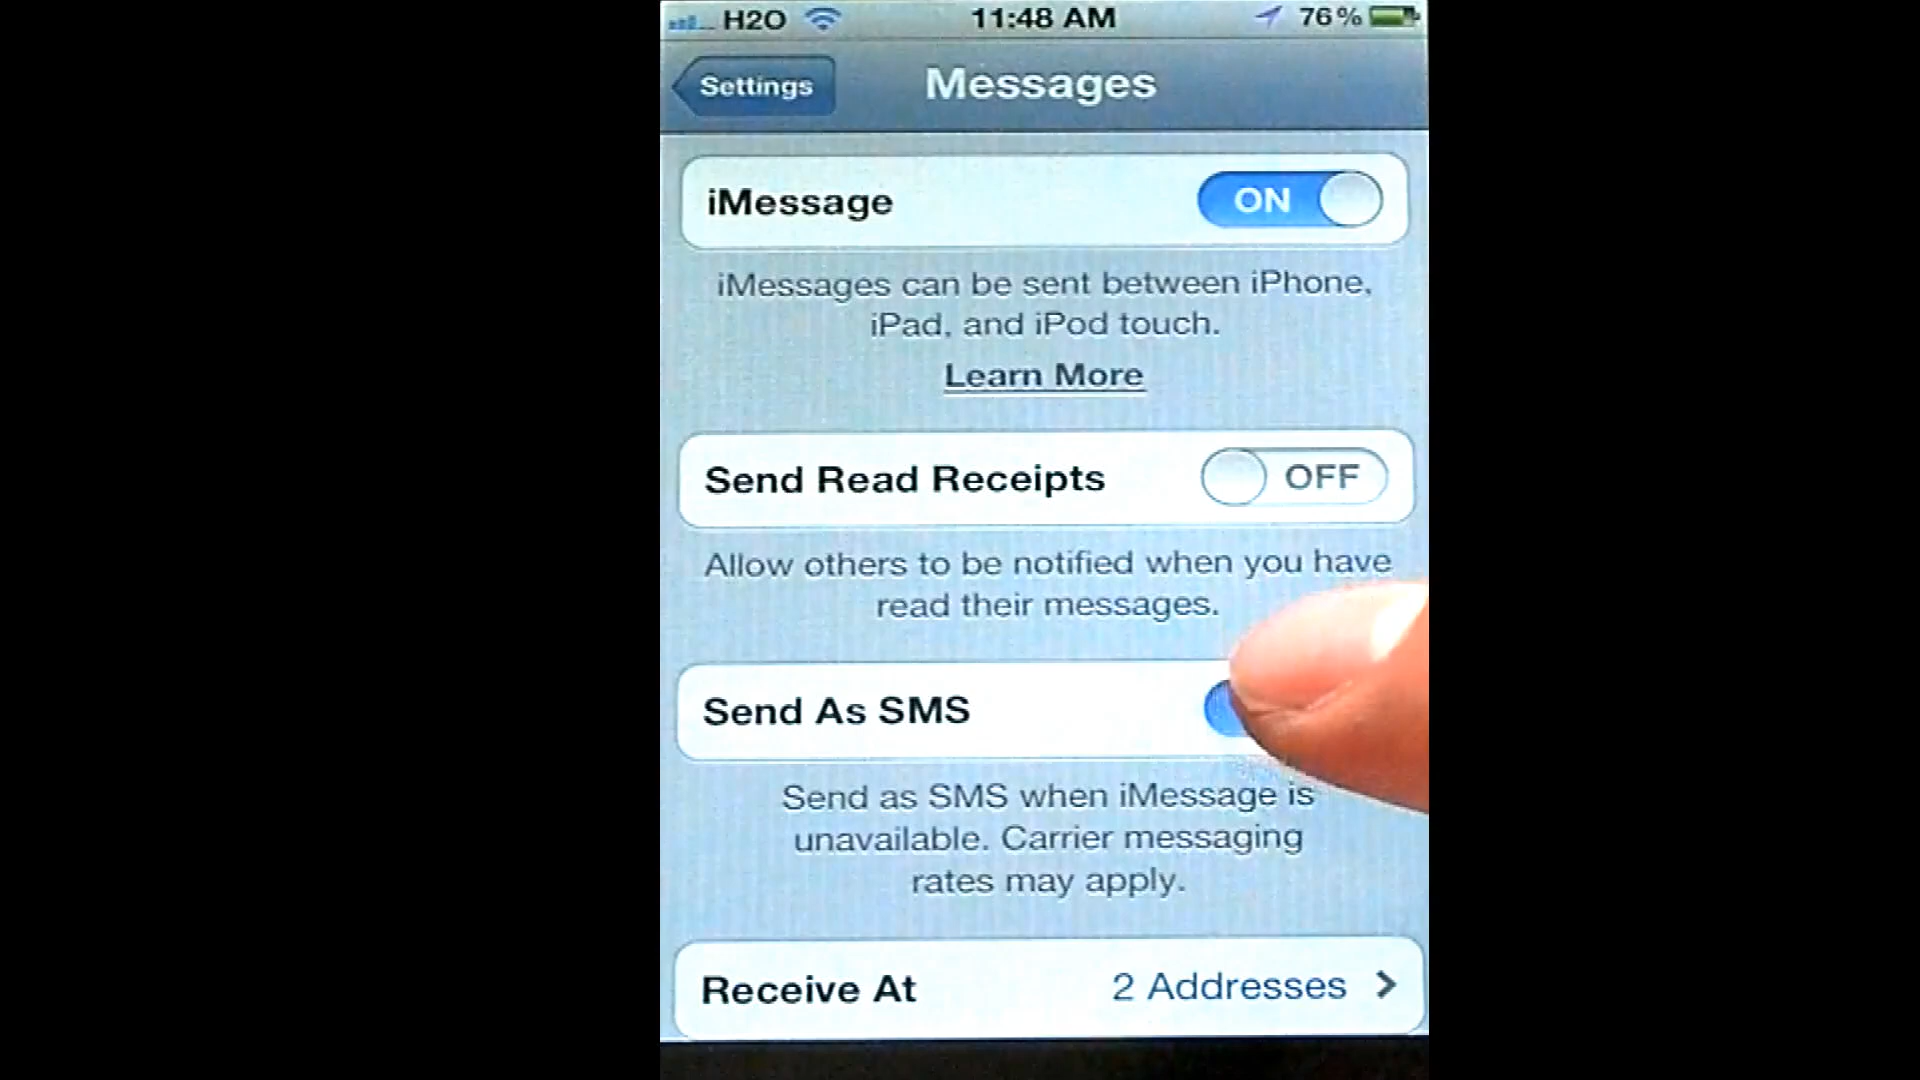 H2O 11:48 AM 76%
Settings Messages
iMessage ON
iMessages can be sent between iPhone,
iPad, and iPod touch.
Learn More
Send Read Receipts OFF
Allow others to be notified when you have
read their messages.
Send As SMS
Send as SMS when iMessage is
unavailable. Carrier messaging
rates may apply.
Receive At 2 Addresses